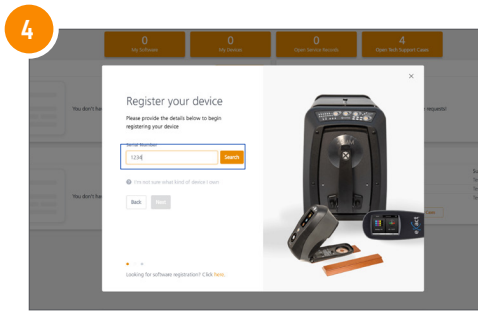 4
0
My Software
0
My Devices
0
Open Service Records
4
Open Tech Support Cases
You don't ha
requests!
Register your device
Please provide the details below to begin
registering your device
Serial Number
1234
Search
I'm not sure what kind of device I own.
Back
Next
Looking for software registration? Click here.
You don't ha
eXact